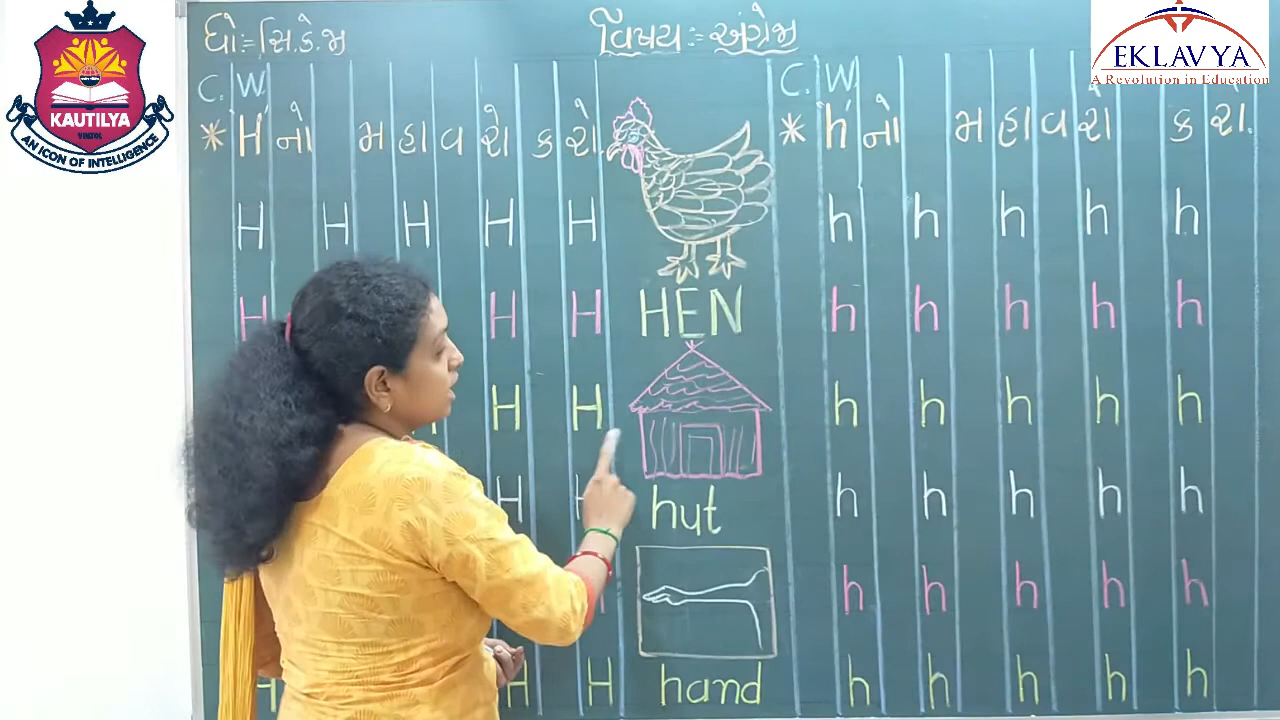 KAUTILYA
VINTOS
AN ICON OF INTELLIGENCE
EKLAVYA
A Revolution in Education
ધો:- સિ.કે.જી
વિષય:- અંગ્રેજી
C. W.
* H નો મહાવરો કરો.
H H H H H
H H H
HEN
H H
H H
hut
H H
hand
C. W.
* h નો મહાવરો કરો.
h h h h h
h h h h h
h h h h h
h h h h h
h h h h h
h h h h h